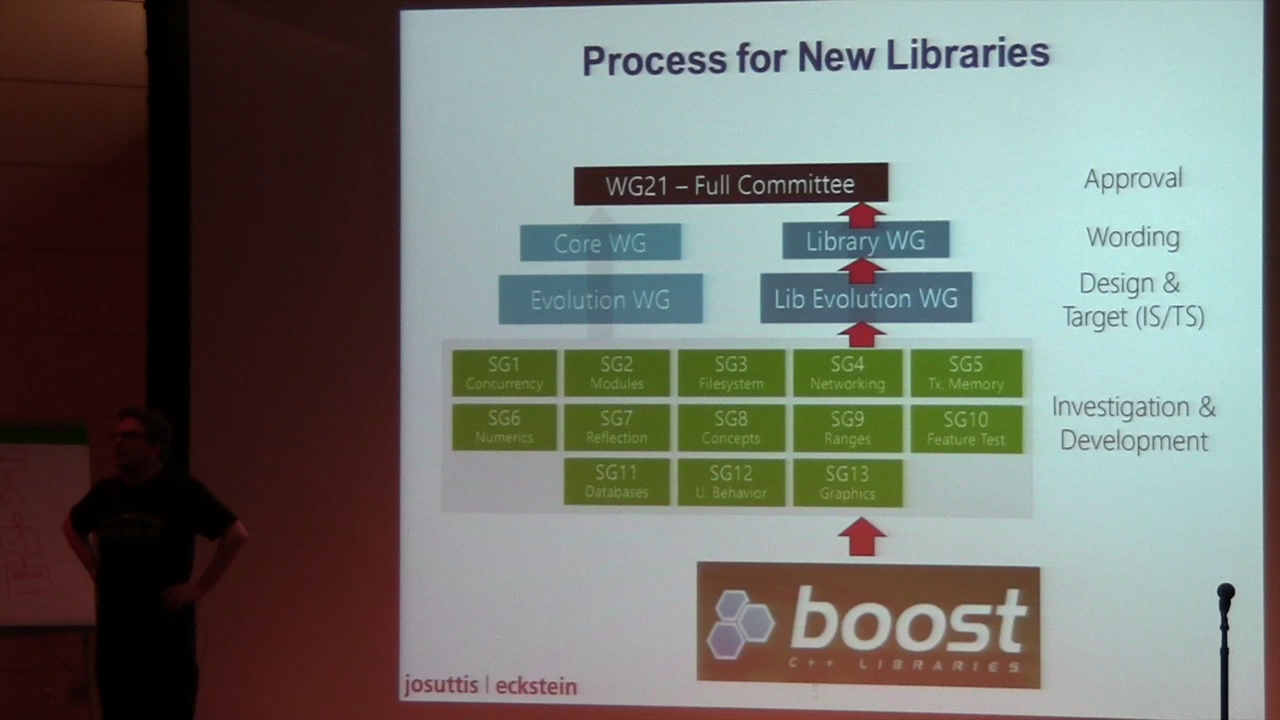 Process for New Libraries
WG21 – Full Committee
Approval
Core WG
Library WG
Wording
Evolution WG
Lib Evolution WG
Design &
Target (IS/TS)
SG1
Concurrency
SG2
Modules
SG3
Filesystem
SG4
Networking
SG5
Tx. Memory
SG6
Numerics
SG7
Reflection
SG8
Concepts
SG9
Ranges
SG10
Feature Test
Investigation &
Development
SG11
Databases
SG12
U. Behavior
SG13
Graphics
boost
C++ LIBRARIES
josuttis | eckstein